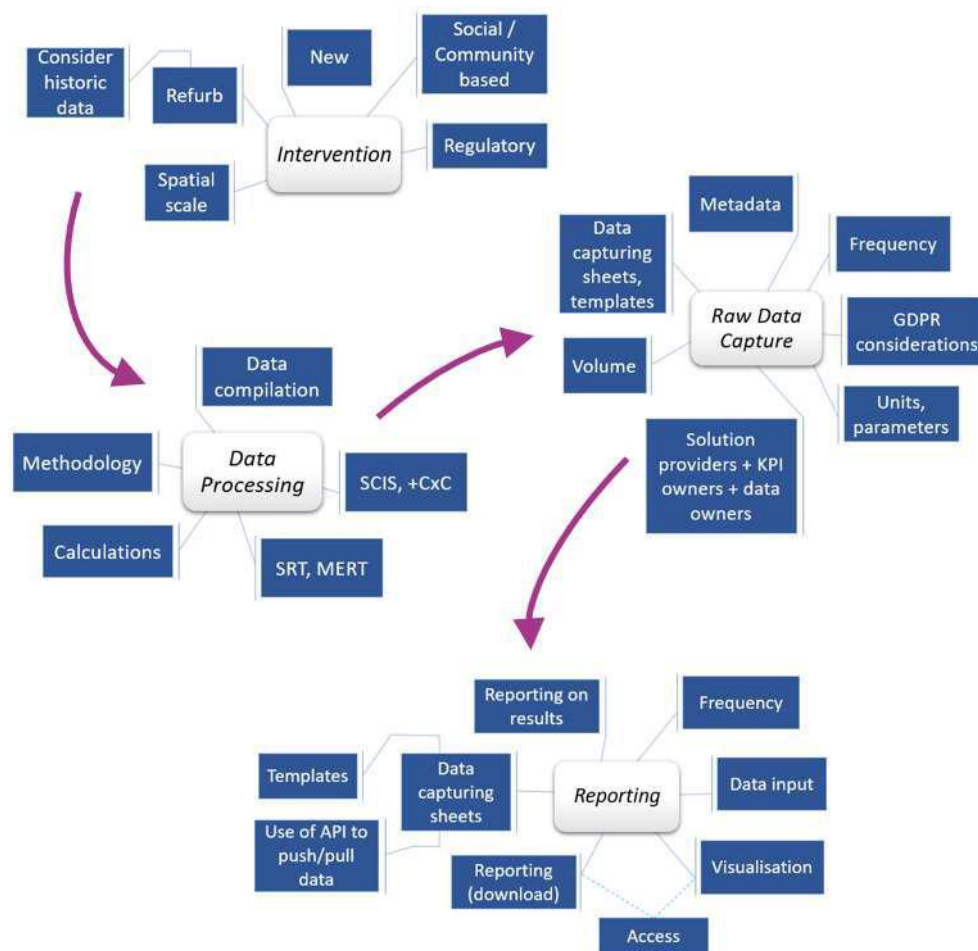 Consider
historic
data
Refurb
New
Social /
Community
based
Intervention
Regulatory
Spatial
scale
Metadata
Data
capturing
sheets,
templates
Frequency
Raw Data
Capture
GDPR
considerations
Volume
Units,
parameters
Solution
providers + KPI
owners + data
owners
Data
compilation
Methodology
Data
Processing
SCIS, +CxC
Calculations
SRT, MERT
Reporting on
results
Frequency
Templates
Data
capturing
sheets
Reporting
Data input
Use of API to
push/pull
data
Reporting
(download)
Visualisation
Access